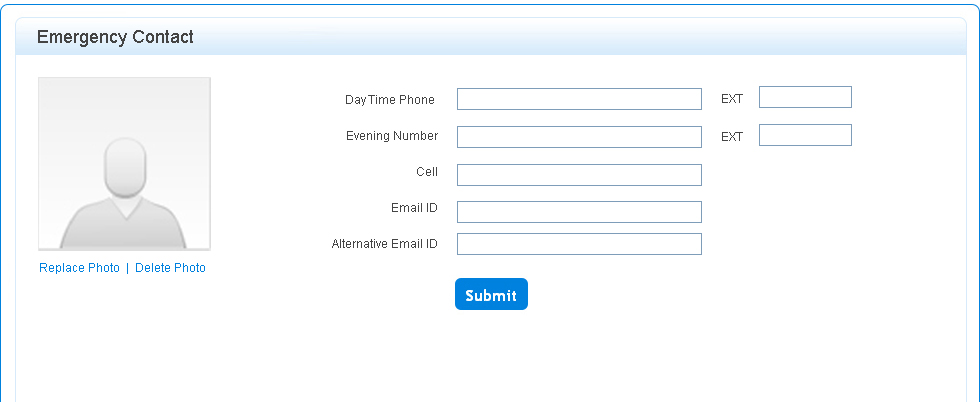 Emergency Contact
DayTime Phone EXT
Evening Number EXT
Cell
Email ID
Alternative Email ID
Replace Photo | Delete Photo
Submit